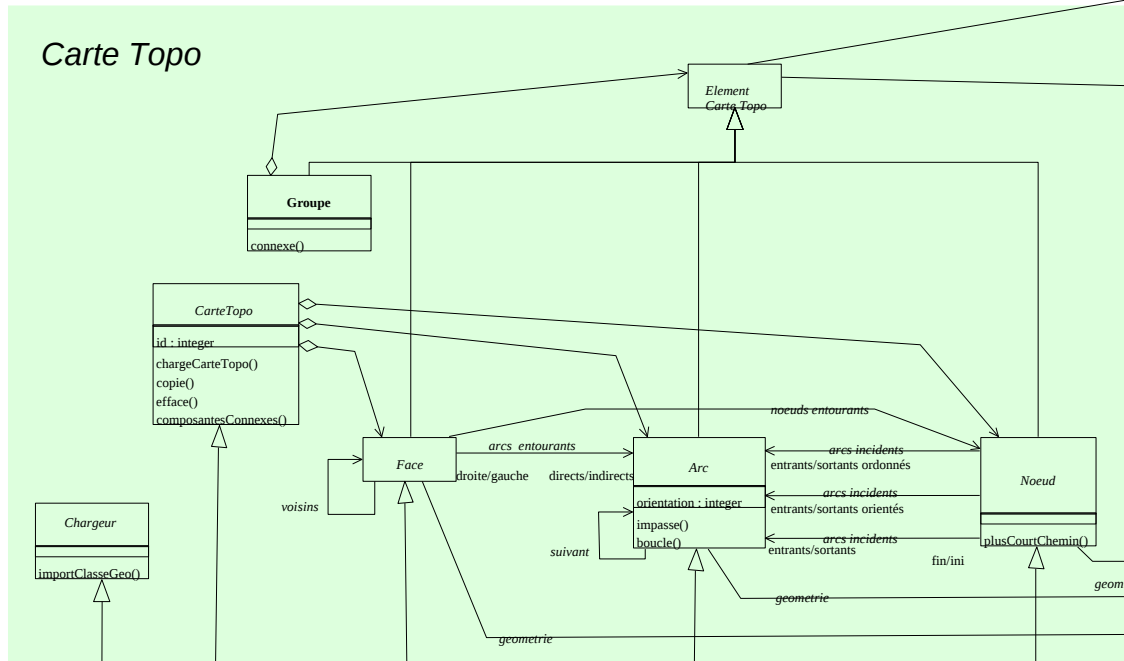 Carte Topo
Element
Carte Topo
Groupe
connexe()
CarteTopo
id : integer
chargeCarteTopo()
copie()
efface()
composantesConnexes()
noeuds entourants
Face
arcs entourants
droite/gauche
directs/indirects
voisins
Arc
orientation : integer
impasse()
boucle()
suivant
arcs incidents
entrants/sortants ordonnés
arcs incidents
entrants/sortants orientés
arcs incidents
entrants/sortants
fin/ini
Noeud
plusCourtChemin()
Chargeur
importClasseGeo()
geom
geometrie
geometrie